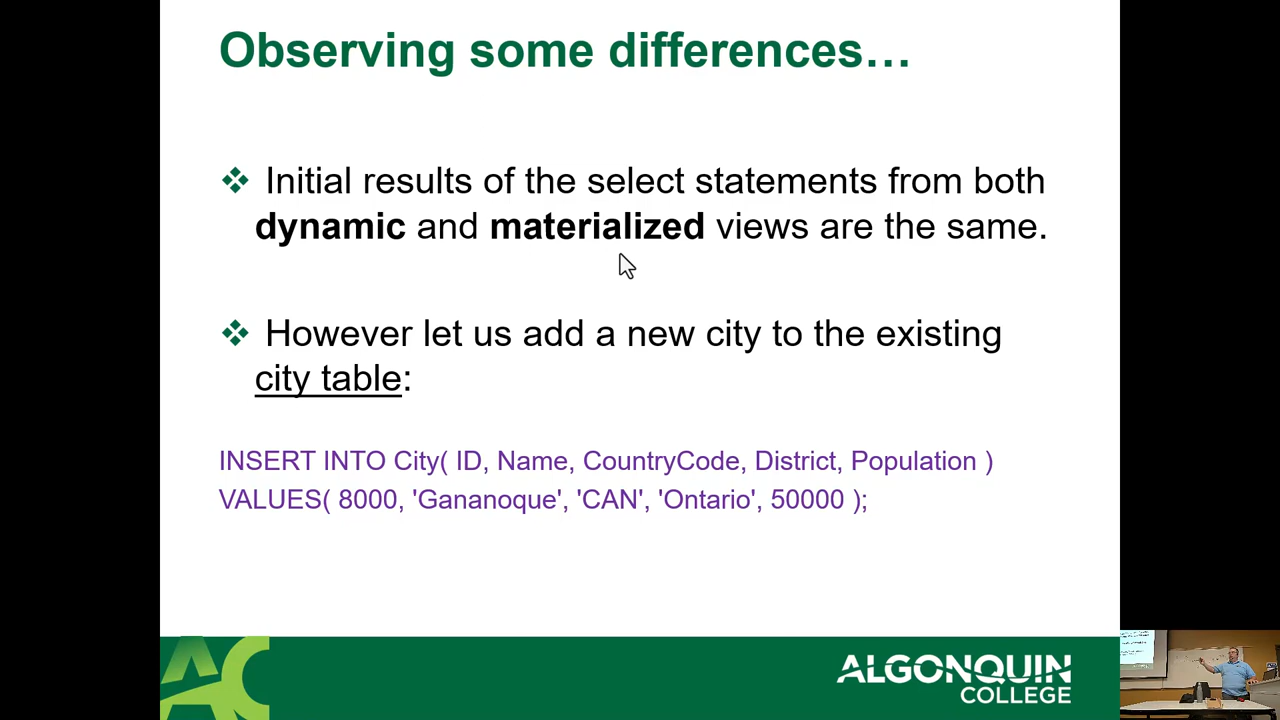 Observing some differences…
❖ Initial results of the select statements from both
dynamic and materialized views are the same.
❖ However let us add a new city to the existing
city table:
INSERT INTO City( ID, Name, CountryCode, District, Population )
VALUES( 8000, 'Gananoque', 'CAN', 'Ontario', 50000 );
AC
ALGONQUIN
COLLEGE